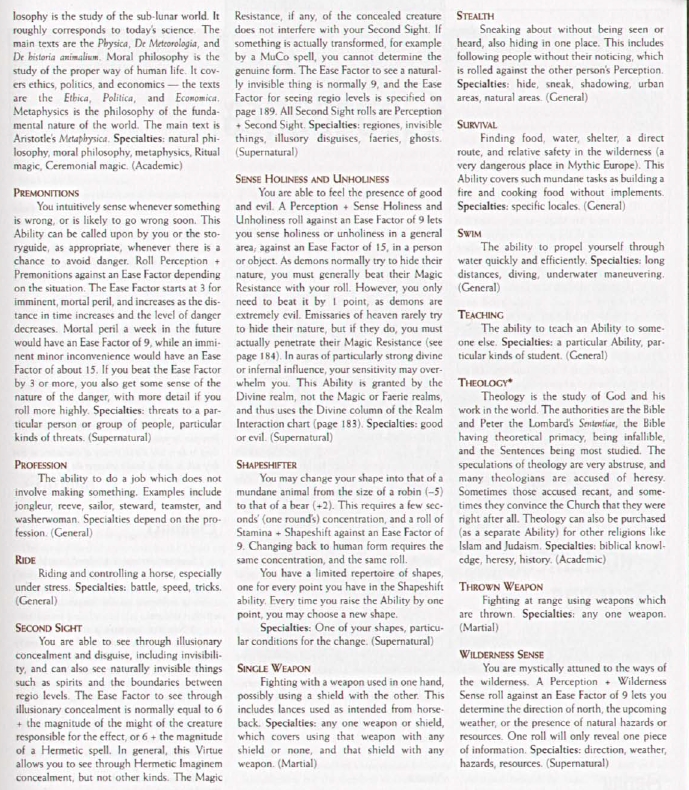 losophy is the study of the sub-lunar world. It
roughly corresponds to today's science. The
main texts are the Physica, De Meteorologia, and
De historia animalium. Moral philosophy is the
study of the proper way of human life. It cov-
ers ethics, politics, and economics — the texts
are the Ethica, Politica, and Economica.
Metaphysics is the philosophy of the funda-
mental nature of the world. The main text is
Aristotle's Metaphysica. Specialties: natural phi-
losophy, moral philosophy, metaphysics, Ritual
magic, Ceremonial magic. (Academic)
PREMONITIONS
You intuitively sense whenever something
is wrong, or is likely to go wrong soon. This
Ability can be called upon by you or the sto-
ryguide, as appropriate, whenever there is a
chance to avoid danger. Roll Perception +
Premonitions against an Ease Factor depending
on the situation. The Ease Factor starts at 3 for
imminent, mortal peril, and increases as the dis-
tance in time increases and the level of danger
decreases. Mortal peril a week in the future
would have an Ease Factor of 9, while an immi-
nent minor inconvenience would have an Ease
Factor of about 15. If you beat the Ease Factor
by 3 or more, you also get some sense of the
nature of the danger, with more detail if you
roll more highly. Specialties: threats to a par-
ticular person or group of people, particular
kinds of threats. (Supernatural)
PROFESSION
The ability to do a job which does not
involve making something. Examples include
jongleur, reeve, sailor, steward, teamster, and
washerwoman. Specialties depend on the pro-
fession. (General)
RIDE
Riding and controlling a horse, especially
under stress. Specialties: battle, speed, tricks.
(General)
SECOND SIGHT
You are able to see through illusionary
concealment and disguise, including invisibili-
ty, and can also see naturally invisible things
such as spirits and the boundaries between
regio levels. The Ease Factor to see through
illusionary concealment is normally equal to 6
+ the magnitude of the might of the creature
responsible for the effect, or 6 + the magnitude
of a Hermetic spell. In general, this Virtue
allows you to see through Hermetic Imaginem
concealment, but not other kinds. The Magic
Resistance, if any, of the concealed creature
does not interfere with your Second Sight. If
something is actually transformed, for example
by a MuCo spell, you cannot determine the
genuine form. The Ease Factor to see a natural-
ly invisible thing is normally 9, and the Ease
Factor for seeing regio levels is specified on
page 189. All Second Sight rolls are Perception
+ Second Sight. Specialties: regiones, invisible
things, illusory disguises, faeries, ghosts.
(Supernatural)
SENSE HOLINESS AND UNHOLINESS
You are able to feel the presence of good
and evil. A Perception + Sense Holiness and
Unholiness roll against an Ease Factor of 9 lets
you sense holiness or unholiness in a general
area; against an Ease Factor of 15, in a person
or object. As demons normally try to hide their
nature, you must generally beat their Magic
Resistance with your roll. However, you only
need to beat it by 1 point, as demons are
extremely evil. Emissaries of heaven rarely try
to hide their nature, but if they do, you must
actually penetrate their Magic Resistance (see
page 184). In auras of particularly strong divine
or infernal influence, your sensitivity may over-
whelm you. This Ability is granted by the
Divine realm, not the Magic or Faerie realms,
and thus uses the Divine column of the Realm
Interaction chart (page 183). Specialties: good
or evil. (Supernatural)
SHAPESHIFTER
You may change your shape into that of a
mundane animal from the size of a robin (–5)
to that of a bear (+2). This requires a few sec-
onds' (one round's) concentration, and a roll of
Stamina + Shapeshift against an Ease Factor of
9. Changing back to human form requires the
same concentration, and the same roll.
You have a limited repertoire of shapes,
one for every point you have in the Shapeshift
ability. Every time you raise the Ability by one
point, you may choose a new shape.
Specialties: One of your shapes, particu-
lar conditions for the change. (Supernatural)
SINGLE WEAPON
Fighting with a weapon used in one hand,
possibly using a shield with the other. This
includes lances used as intended from horse-
back. Specialties: any one weapon or shield,
which covers using that weapon with any
shield or none, and that shield with any
weapon. (Martial)
STEALTH
Sneaking about without being seen or
heard, also hiding in one place. This includes
following people without their noticing, which
is rolled against the other person's Perception.
Specialties: hide, sneak, shadowing, urban
areas, natural areas. (General)
SURVIVAL
Finding food, water, shelter, a direct
route, and relative safety in the wilderness (a
very dangerous place in Mythic Europe). This
Ability covers such mundane tasks as building a
fire and cooking food without implements.
Specialties: specific locales. (General)
SWIM
The ability to propel yourself through
water quickly and efficiently. Specialties: long
distances, diving, underwater maneuvering.
(General)
TEACHING
The ability to teach an Ability to some-
one else. Specialties: a particular Ability, par-
ticular kinds of student. (General)
THEOLOGY*
Theology is the study of God and his
work in the world. The authorities are the Bible
and Peter the Lombard's Sententiae, the Bible
having theoretical primacy, being infallible,
and the Sentences being most studied. The
speculations of theology are very abstruse, and
many theologians are accused of heresy.
Sometimes those accused recant, and some-
times they convince the Church that they were
right after all. Theology can also be purchased
(as a separate Ability) for other religions like
Islam and Judaism. Specialties: biblical knowl-
edge, heresy, history. (Academic)
THROWN WEAPON
Fighting at range using weapons which
are thrown. Specialties: any one weapon.
(Martial)
WILDERNESS SENSE
You are mystically attuned to the ways of
the wilderness. A Perception + Wilderness
Sense roll against an Ease Factor of 9 lets you
determine the direction of north, the upcoming
weather, or the presence of natural hazards or
resources. One roll will only reveal one piece
of information. Specialties: direction, weather,
hazards, resources. (Supernatural)